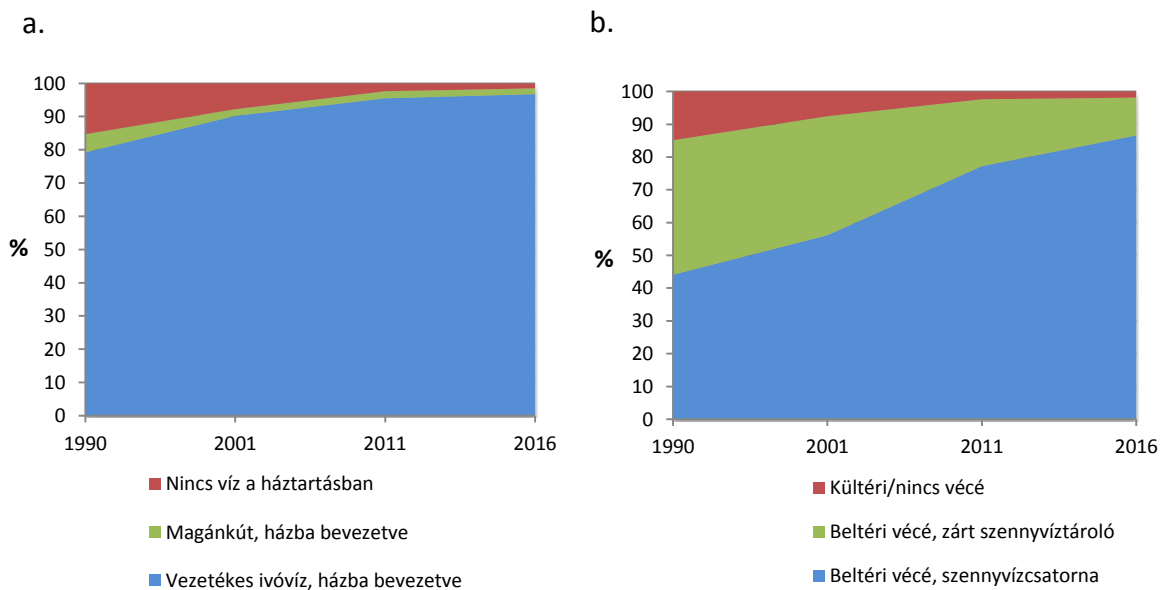 a.
100
90
80
70
60
50
40
30
20
10
0
%
1990 2001 2011 2016
Nincs víz a háztartásban
Magánkút, házba bevezetve
Vezetékes ivóvíz, házba bevezetve
b.
100
90
80
70
60
50
40
30
20
10
0
%
1990 2001 2011 2016
Kültéri/nincs vécé
Beltéri vécé, zárt szennyvíztároló
Beltéri vécé, szennyvízcsatorna